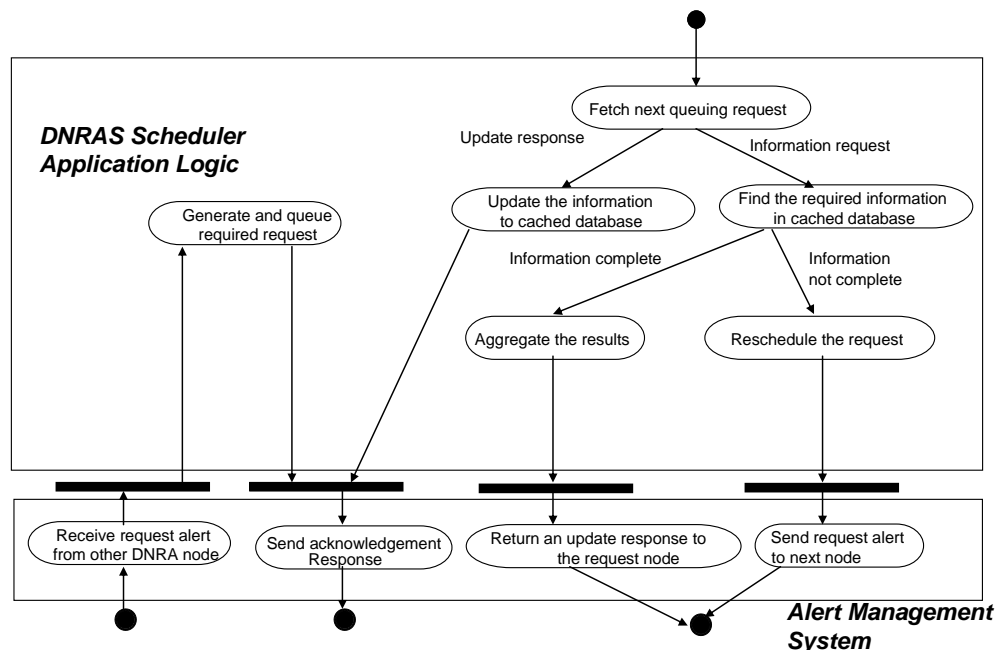 Fetch next queuing request
DNRAS Scheduler
Application Logic
Update response
Information request
Generate and queue
required request
Update the information
to cached database
Find the required information
in cached database
Information complete
Information
not complete
Aggregate the results
Reschedule the request
Receive request alert
from other DNRA node
Send acknowledgement
Response
Return an update response to
the request node
Send request alert
to next node
Alert Management
System